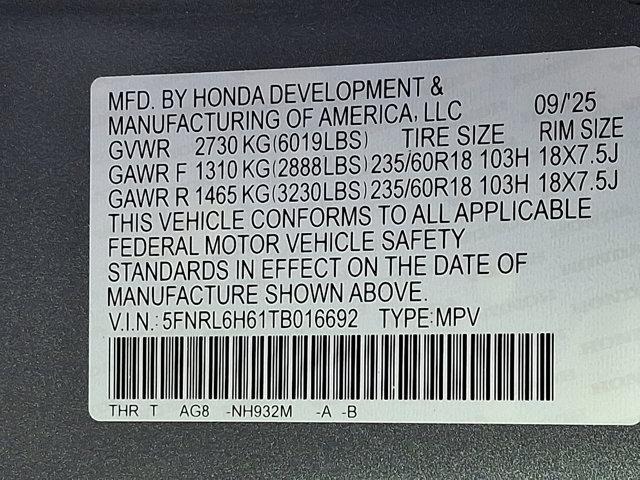 MFD. BY HONDA DEVELOPMENT &
MANUFACTURING OF AMERICA, LLC 09/'25
GVWR 2730 KG(6019LBS) TIRE SIZE RIM SIZE
GAWR F 1310 KG(2888LBS) 235/60R18 103H 18X7.5J
GAWR R 1465 KG(3230LBS) 235/60R18 103H 18X7.5J
THIS VEHICLE CONFORMS TO ALL APPLICABLE
FEDERAL MOTOR VEHICLE SAFETY
STANDARDS IN EFFECT ON THE DATE OF
MANUFACTURE SHOWN ABOVE.
V.I.N.: 5FNRL6H61TB016692 TYPE: MPV
THR T AG8 -NH932M -A -B